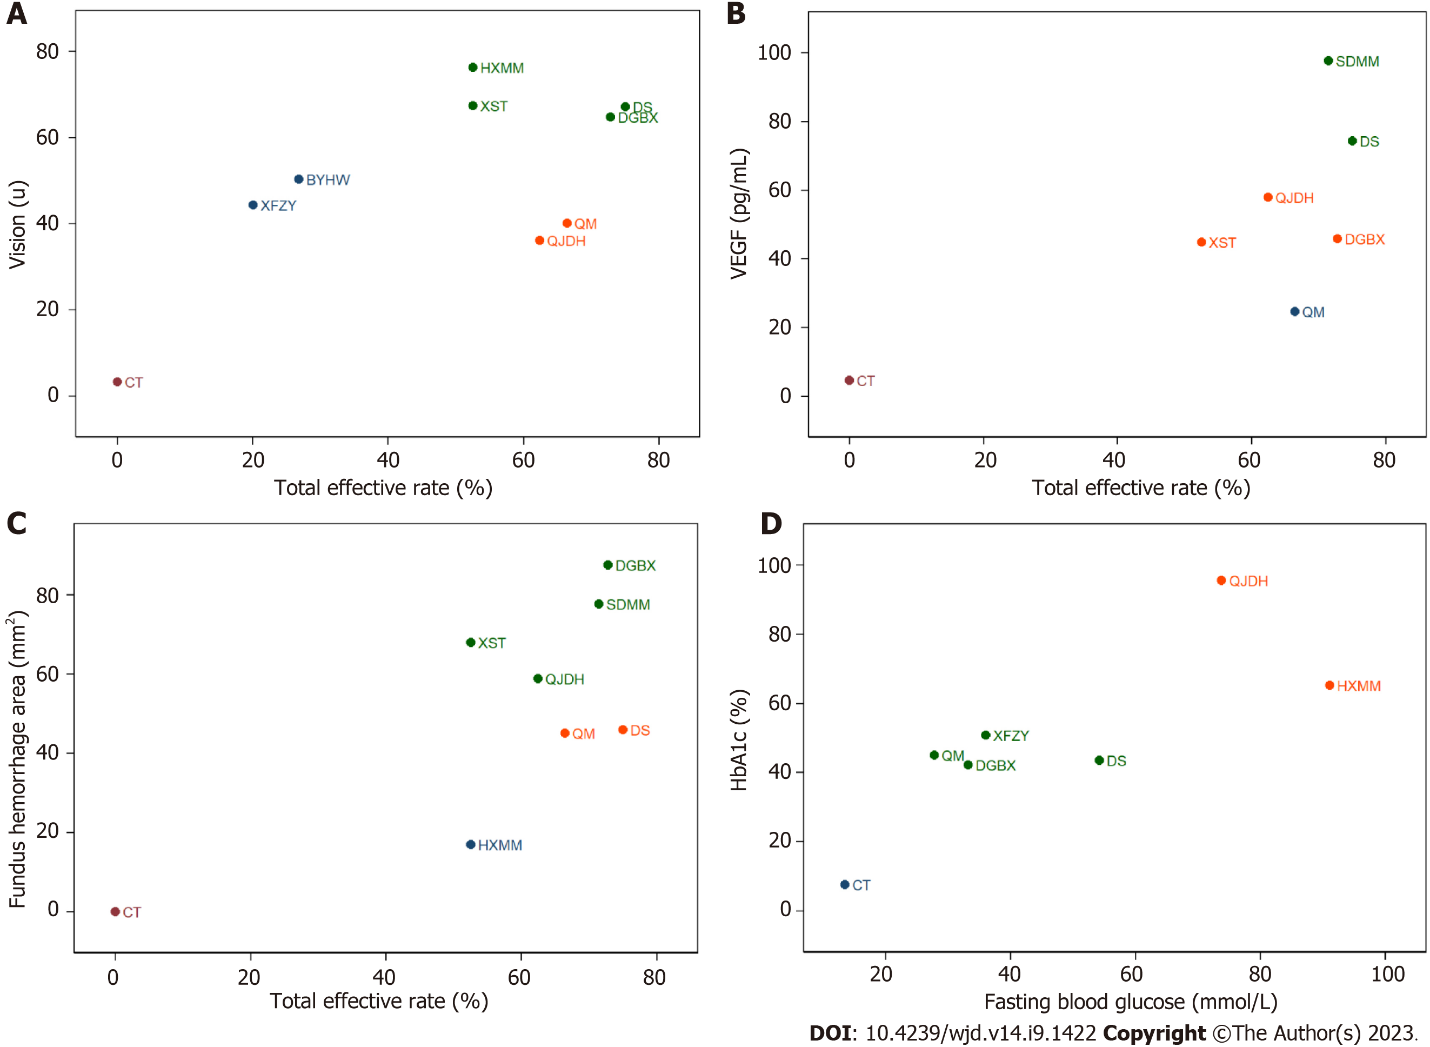 A
80
60
40
20
0
Vision (u)
HXMM
XST
DS
DGBX
BYHW
XFZY
QM
QJDH
CT
0 20 40 60 80
Total effective rate (%)
B
100
80
60
40
20
0
VEGF (pg/mL)
SDMM
DS
QJDH
XST
DGBX
QM
CT
0 20 40 60 80
Total effective rate (%)
C
80
60
40
20
0
Fundus hemorrhage area (mm²)
DGBX
SDMM
XST
QJDH
QM
DS
HXMM
CT
0 20 40 60 80
Total effective rate (%)
D
100
80
60
40
20
0
HbA1c (%)
QJDH
HXMM
XFZY
QM
DGBX
DS
CT
20 40 60 80 100
Fasting blood glucose (mmol/L)
DOI: 10.4239/wjd.v14.i9.1422 Copyright ©The Author(s) 2023.